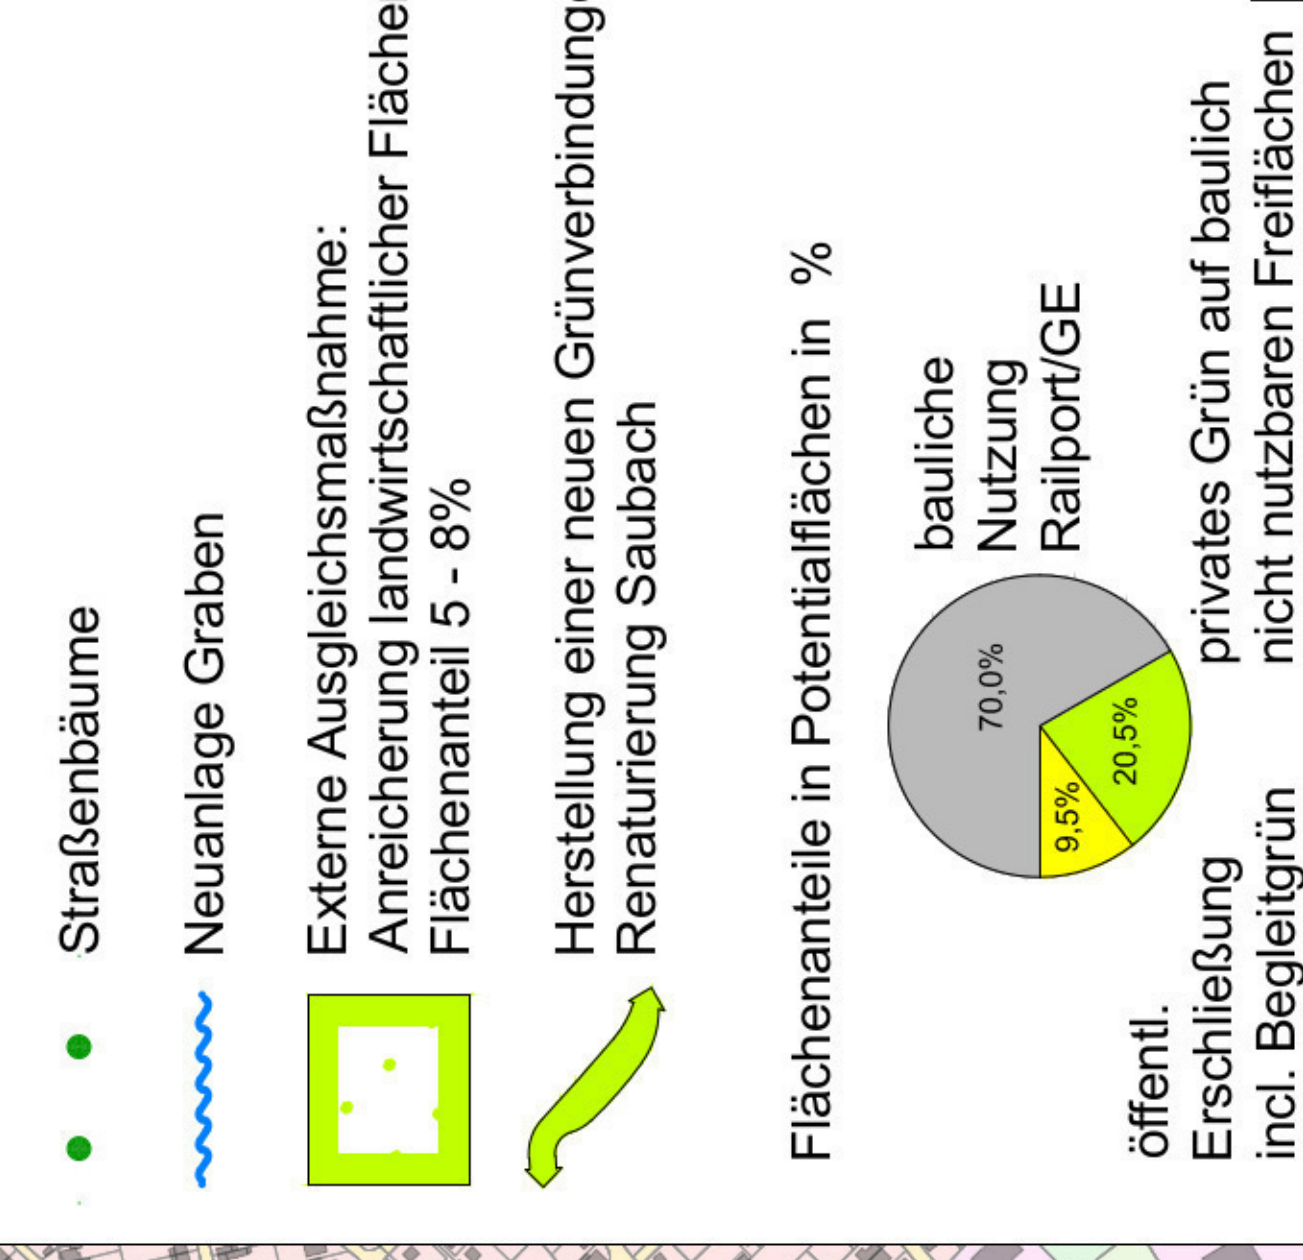 Straßenbäume
Neuanlage Graben
Externe Ausgleichsmaßnahme:
Anreicherung landwirtschaftlicher Fläche
Flächenanteil 5 - 8%
Herstellung einer neuen Grünverbindung
Renaturierung Saubach
Flächenanteile in Potentialflächen in %
bauliche
Nutzung
Railport/GE
70,0%
9,5%
20,5%
privates Grün auf baulich
nicht nutzbaren Freiflächen
öffentl.
Erschließung
incl. Begleitgrün